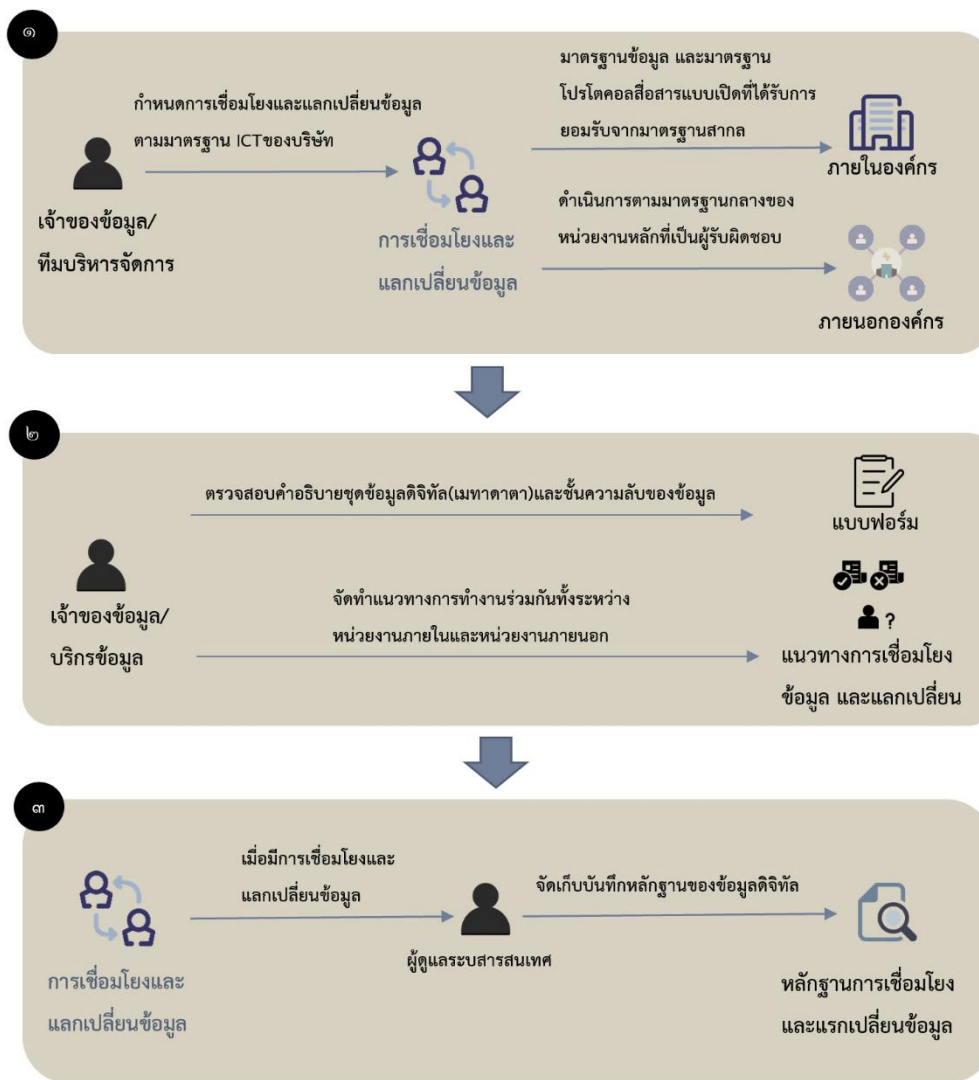 ๑
กำหนดการเชื่อมโยงและแลกเปลี่ยนข้อมูล
ตามมาตรฐาน ICTของบริษัท
เจ้าของข้อมูล/
ทีมบริหารจัดการ
การเชื่อมโยงและ
แลกเปลี่ยนข้อมูล
มาตรฐานข้อมูล และมาตรฐาน
โปรโตคอลสื่อสารแบบเปิดที่ได้รับการ
ยอมรับจากมาตรฐานสากล
ภายในองค์กร
ดำเนินการตามมาตรฐานกลางของ
หน่วยงานหลักที่เป็นผู้รับผิดชอบ
ภายนอกองค์กร
๒
ตรวจสอบคำอธิบายชุดข้อมูลดิจิทัล(เมทาดาตา)และชั้นความลับของข้อมูล
แบบฟอร์ม
เจ้าของข้อมูล/
บริกรข้อมูล
จัดทำแนวทางการทำงานร่วมกันทั้งระหว่าง
หน่วยงานภายในและหน่วยงานภายนอก
?
แนวทางการเชื่อมโยง
ข้อมูล และแลกเปลี่ยน
๓
เมื่อมีการเชื่อมโยงและ
แลกเปลี่ยนข้อมูล
การเชื่อมโยงและ
แลกเปลี่ยนข้อมูล
ผู้ดูแลระบสารสนเทศ
จัดเก็บบันทึกหลักฐานของข้อมูลดิจิทัล
หลักฐานการเชื่อมโยง
และแรกเปลี่ยนข้อมูล